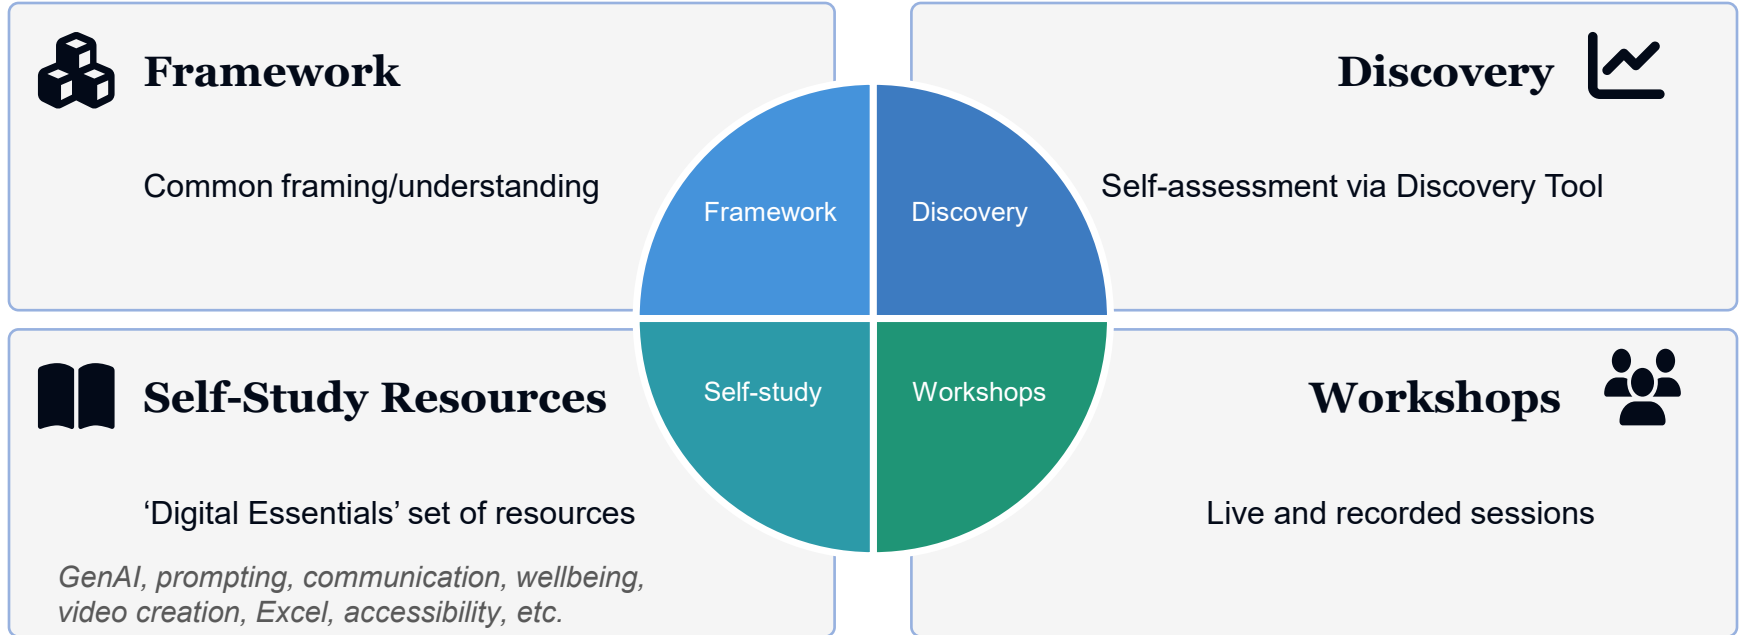 Framework
Common framing/understanding
Discovery
Self-assessment via Discovery Tool
Framework
Discovery
Self-study
Workshops
Self-Study Resources
‘Digital Essentials’ set of resources
GenAI, prompting, communication, wellbeing,
video creation, Excel, accessibility, etc.
Workshops
Live and recorded sessions